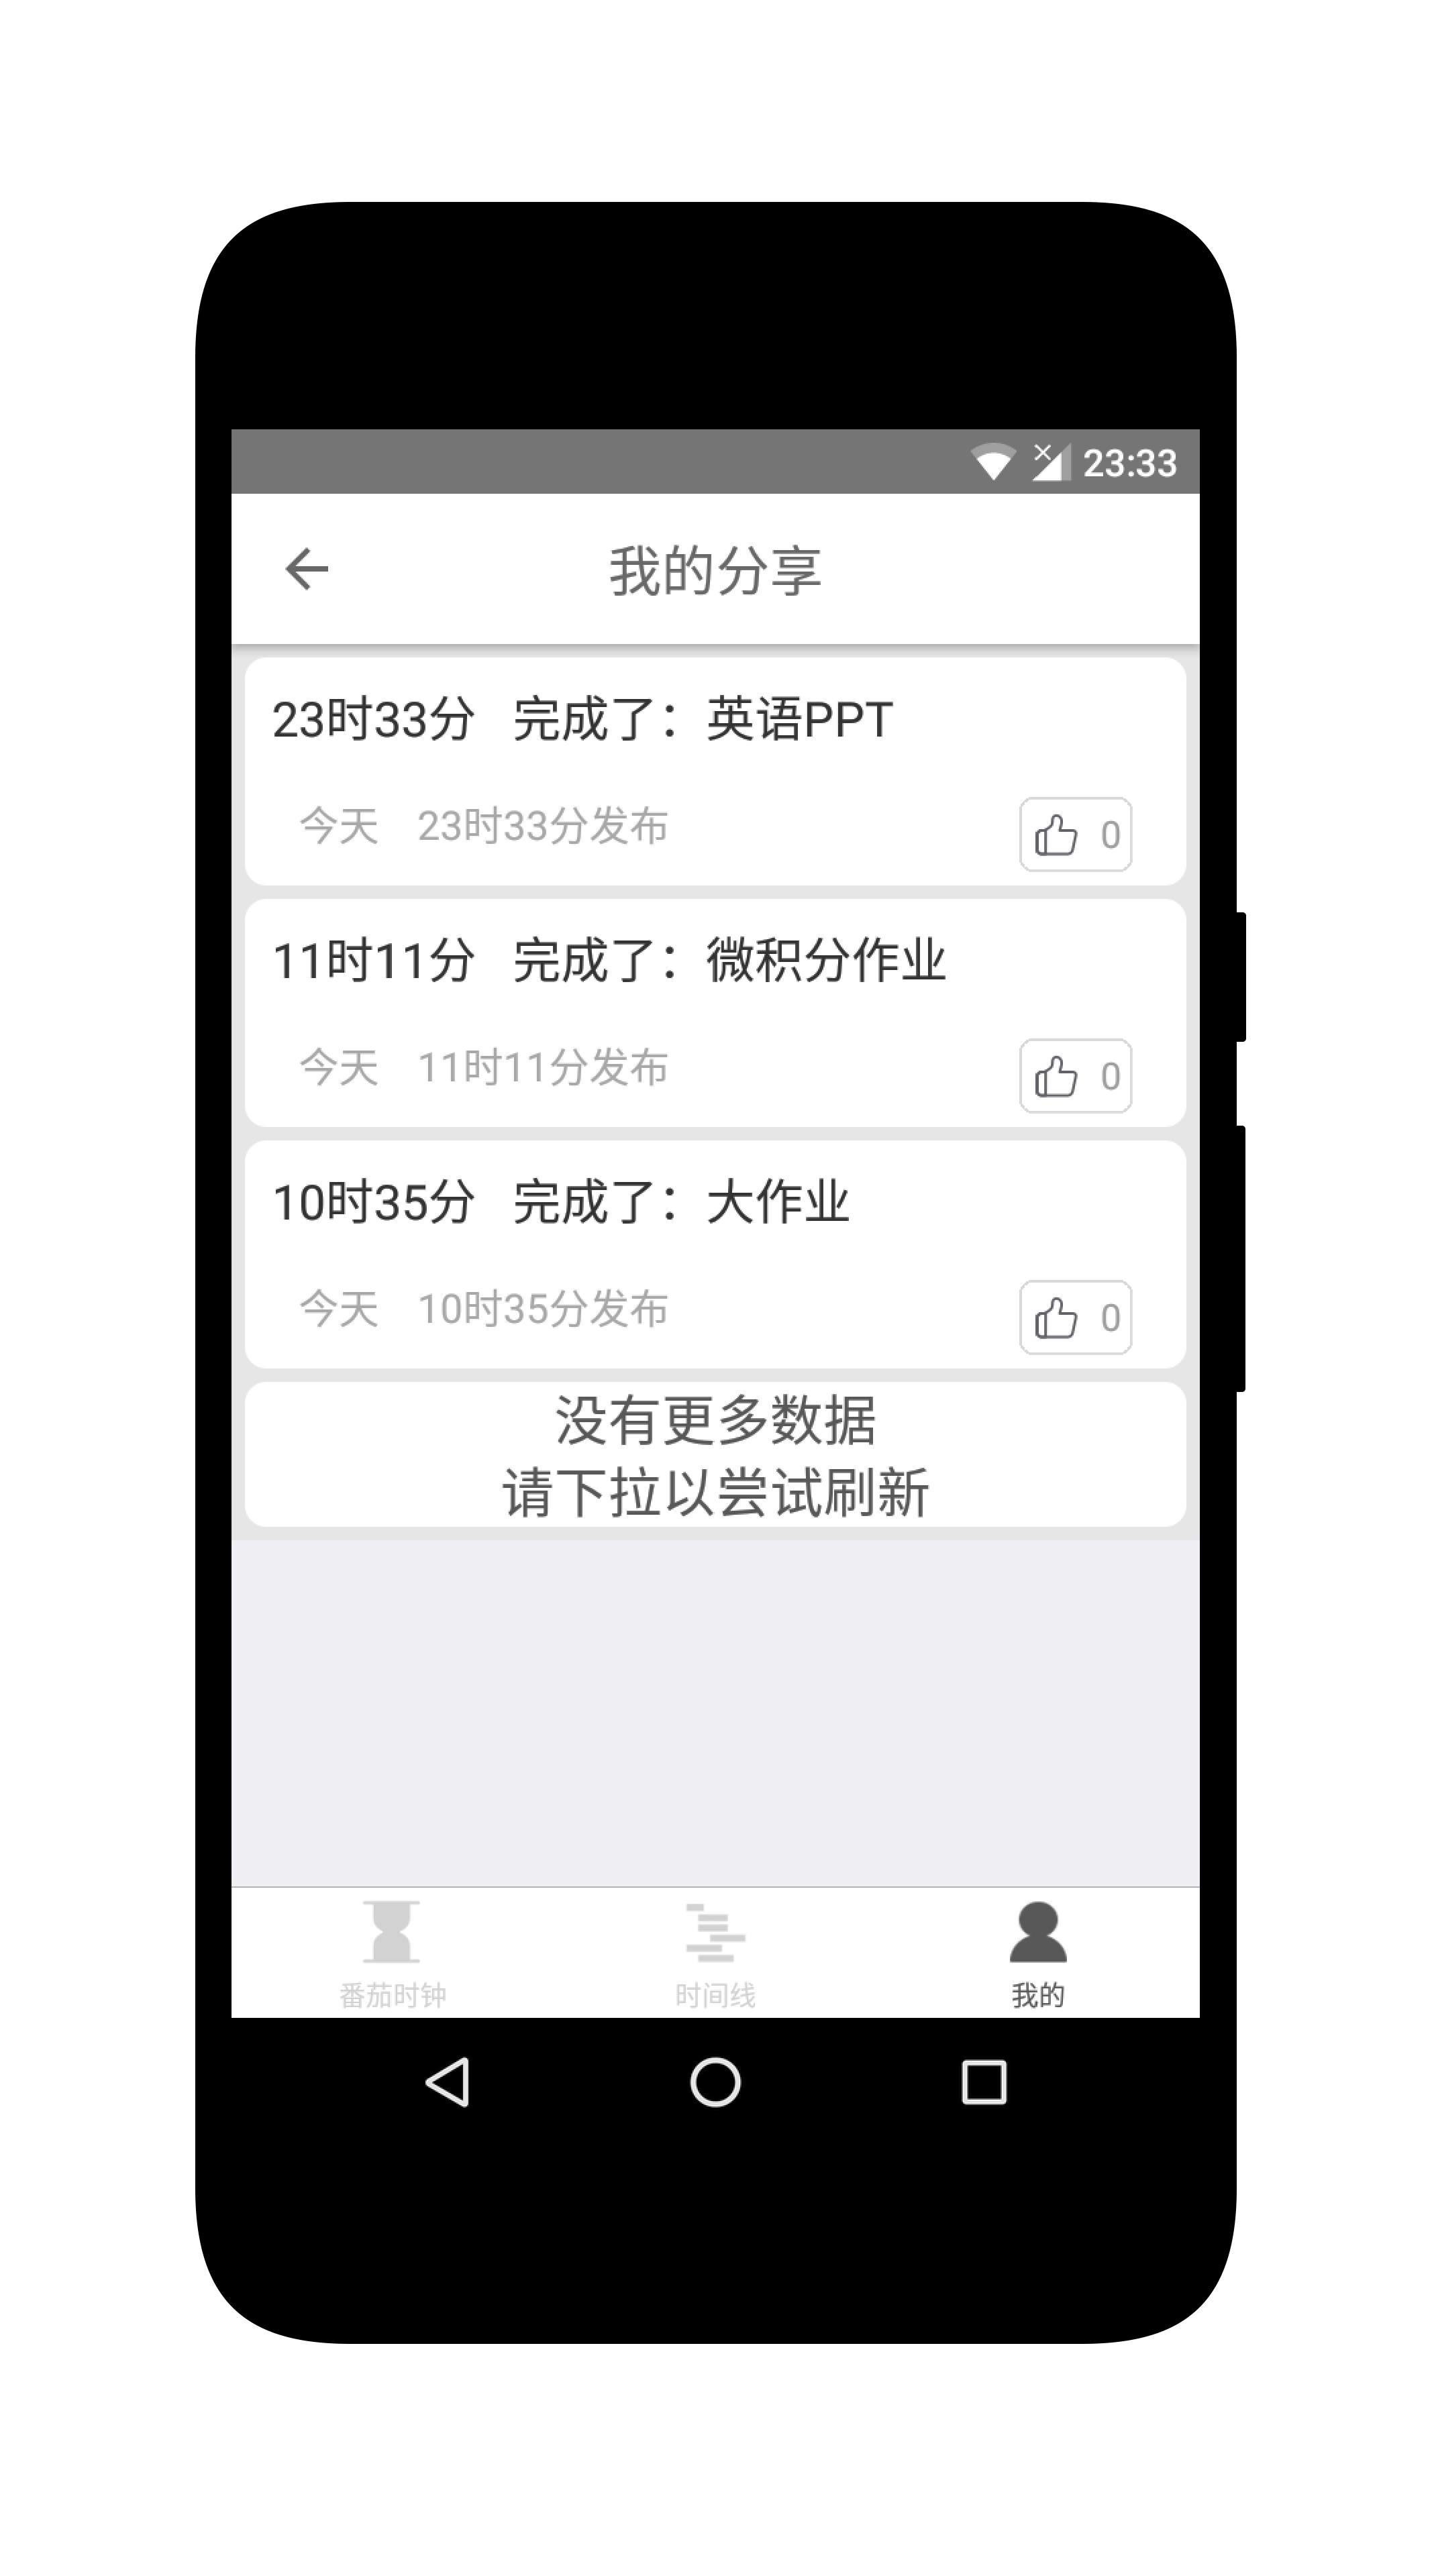 23:33
我的分享
23时33分 完成了：英语PPT
今天 23时33分发布
0
11时11分 完成了：微积分作业
今天 11时11分发布
0
10时35分 完成了：大作业
今天 10时35分发布
0
没有更多数据
请下拉以尝试刷新
番茄时钟 时间线 我的